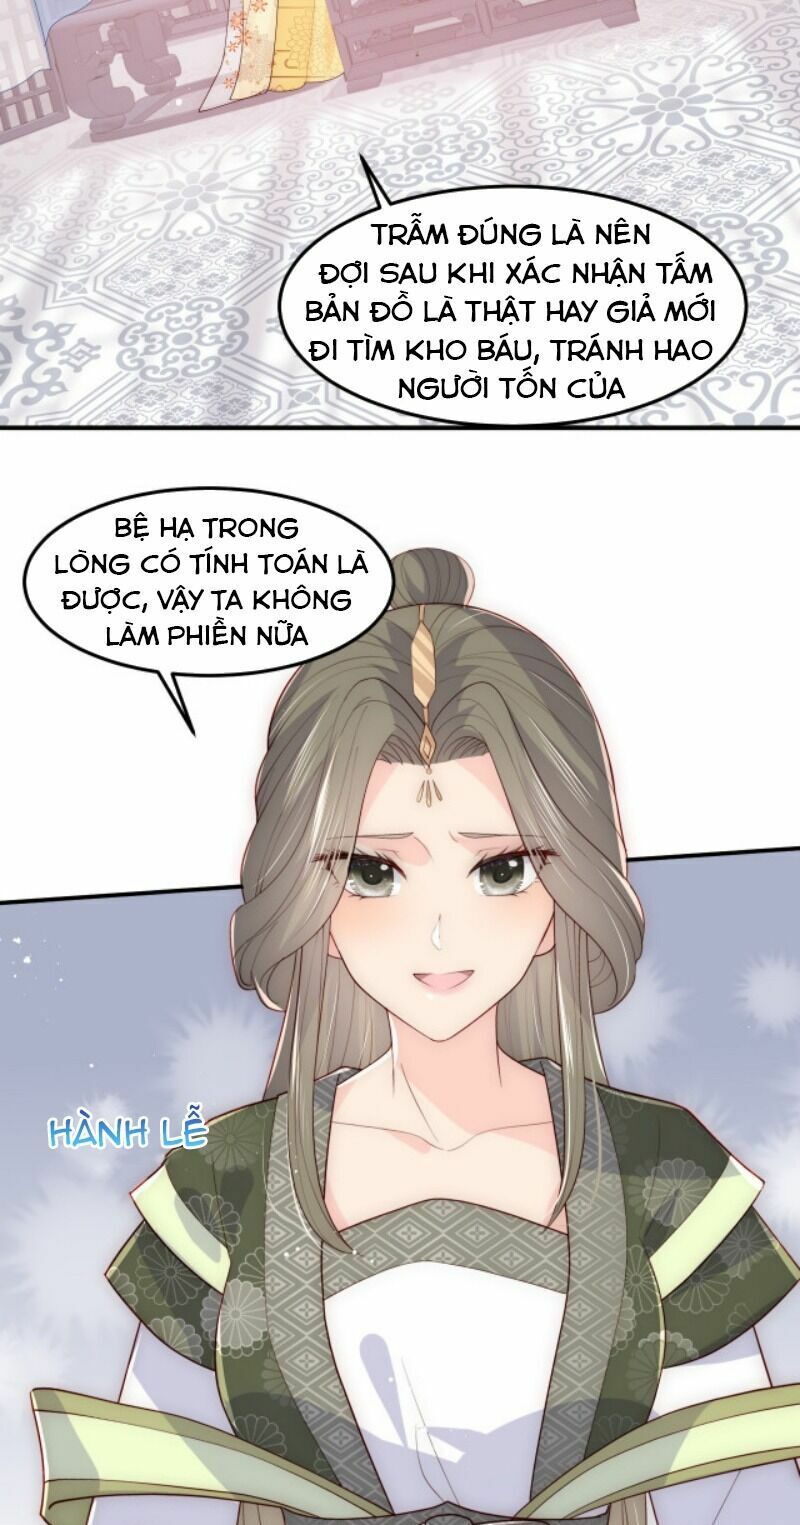 TRẪM ĐÚNG LÀ NÊN
ĐỢI SAU KHI XÁC NHẬN TẤM
BẢN ĐỒ LÀ THẬT HAY GIẢ MỚI
ĐI TÌM KHO BÁU, TRÁNH HAO
NGƯỜI TỐN CỦA
BỆ HẠ TRONG
LÒNG CÓ TÍNH TOÁN LÀ
ĐƯỢC, VẬY TA KHÔNG
LÀM PHIỀN NỮA
HÀNH LỄ